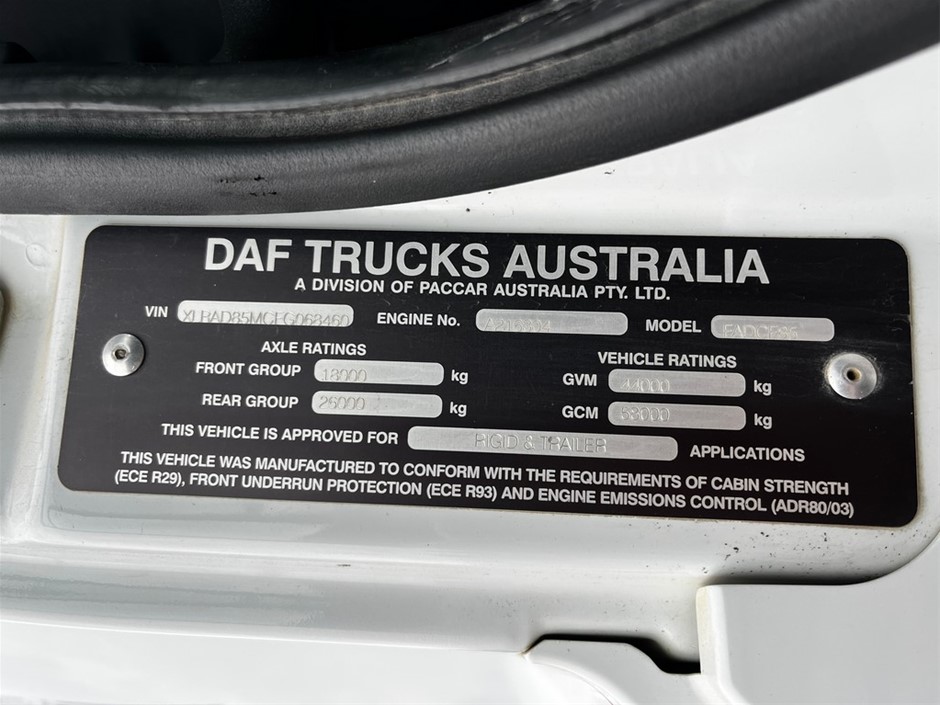 DAF TRUCKS AUSTRALIA
A DIVISION OF PACCAR AUSTRALIA PTY. LTD.
VIN ENGINE No. MODEL
AXLE RATINGS VEHICLE RATINGS
FRONT GROUP 18000 kg GVM 44000 kg
REAR GROUP 26000 kg GCM 58000 kg
THIS VEHICLE IS APPROVED FOR RIGID & TRAILER APPLICATIONS
THIS VEHICLE WAS MANUFACTURED TO CONFORM WITH THE REQUIREMENTS OF CABIN STRENGTH
(ECE R29), FRONT UNDERRUN PROTECTION (ECE R93) AND ENGINE EMISSIONS CONTROL (ADR80/03)